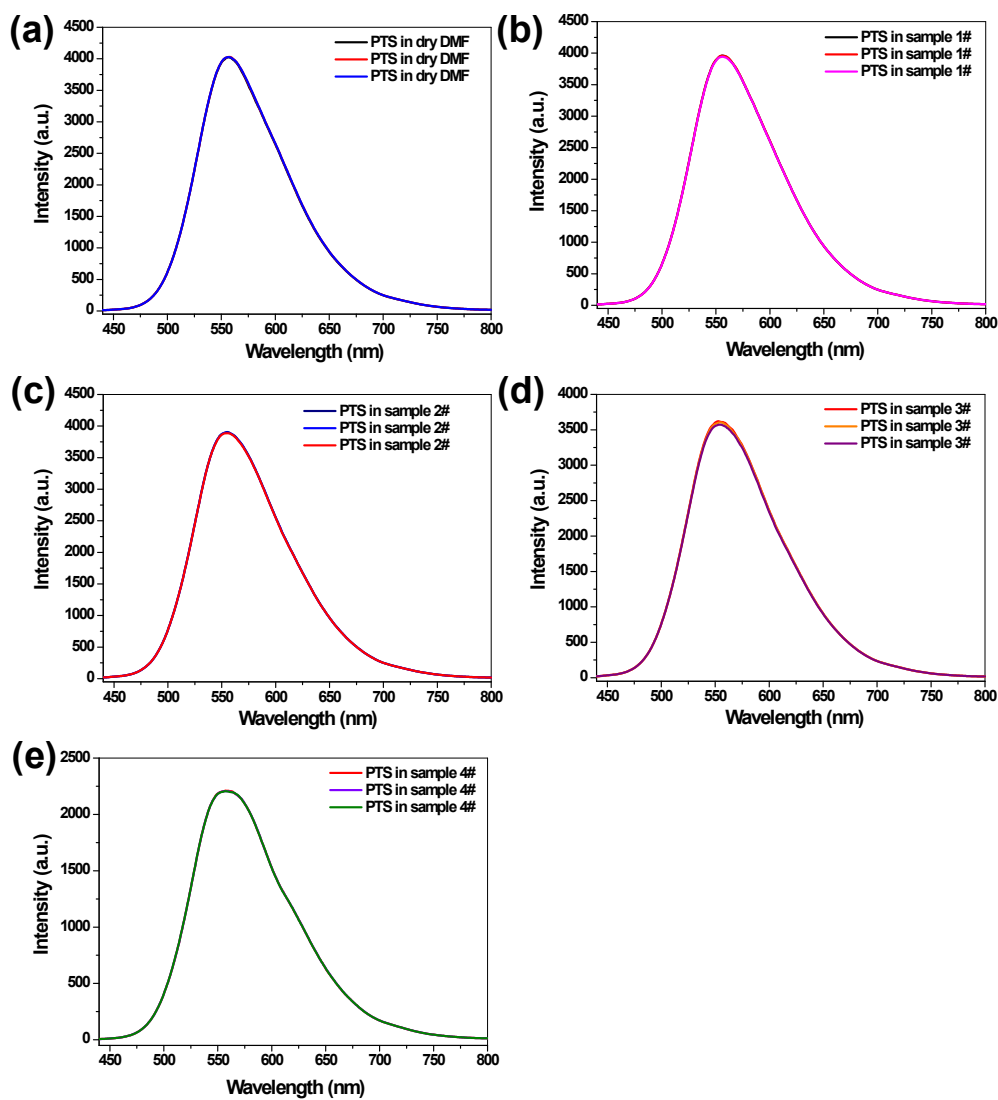 (a)
4500
4000
3500
3000
2500
2000
1500
1000
500
0
Intensity (a.u.)
PTS in dry DMF
PTS in dry DMF
PTS in dry DMF
450 500 550 600 650 700 750 800
Wavelength (nm)
(b)
4500
4000
3500
3000
2500
2000
1500
1000
500
0
Intensity (a.u.)
PTS in sample 1#
PTS in sample 1#
PTS in sample 1#
450 500 550 600 650 700 750 800
Wavelength (nm)
(c)
4500
4000
3500
3000
2500
2000
1500
1000
500
0
Intensity (a.u.)
PTS in sample 2#
PTS in sample 2#
PTS in sample 2#
450 500 550 600 650 700 750 800
Wavelength (nm)
(d)
4000
3500
3000
2500
2000
1500
1000
500
0
Intensity (a.u.)
PTS in sample 3#
PTS in sample 3#
PTS in sample 3#
450 500 550 600 650 700 750 800
Wavelength (nm)
(e)
2500
2000
1500
1000
500
0
Intensity (a.u.)
PTS in sample 4#
PTS in sample 4#
PTS in sample 4#
450 500 550 600 650 700 750 800
Wavelength (nm)